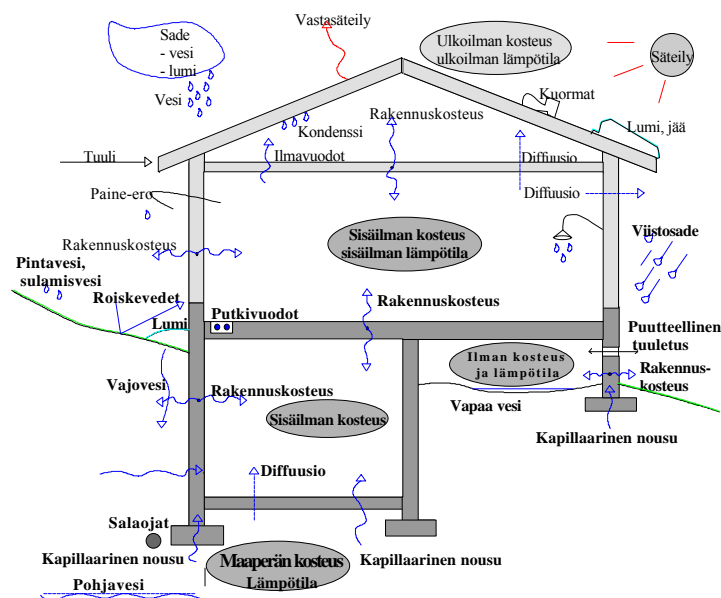 Vastasäteily
Sade
- vesi
- lumi
Vesi
Ulkoilman kosteus
ulkoilman lämpötila
Säteily
Kuormat
Rakennuskosteus
Kondenssi
Lumi, jää
Tuuli
Ilmavuodot
Diffuusio
Paine-ero
Diffuusio
Sisäilman kosteus
sisäilman lämpötila
Viistosade
Rakennuskosteus
Pintavesi,
sulamisvesi
Roiskevedet
Rakennuskosteus
Putkivuodot
Lumi
Puutteellinen
tuuletus
Ilman kosteus
ja lämpötila
Rakennus-
kosteus
Vajovesi
Rakennuskosteus
Vapaa vesi
Sisäilman kosteus
Kapillaarinen nousu
Diffuusio
Salaojat
Kapillaarinen nousu
Maaperän kosteus
Lämpötila
Kapillaarinen nousu
Pohjavesi